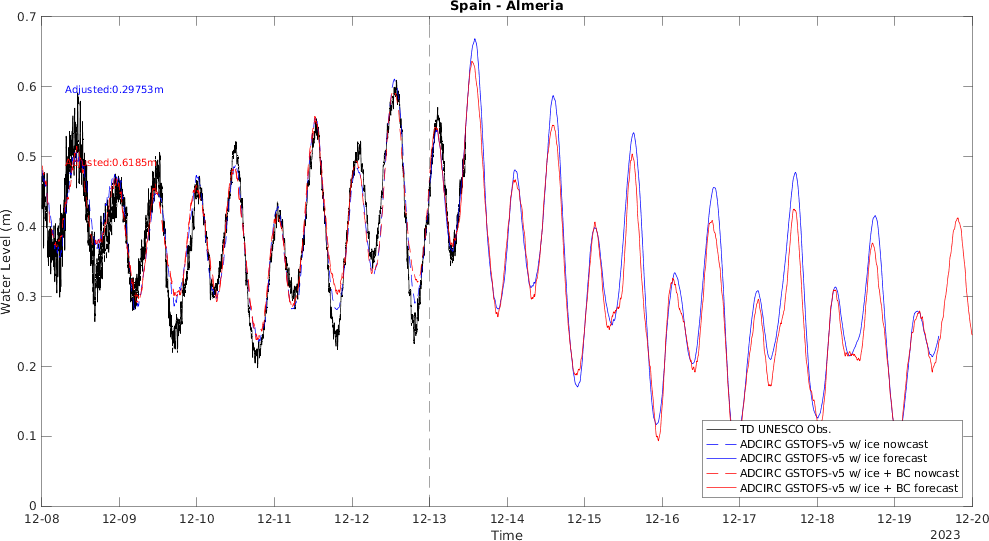 Spain - Almeria
0.7
0.6
0.5
0.4
0.3
0.2
0.1
0
Water Level (m)
Adjusted:0.29753m
Adjusted:0.6185m
TD UNESCO Obs.
ADCIRC GSTOFS-v5 w/ ice nowcast
ADCIRC GSTOFS-v5 w/ ice forecast
ADCIRC GSTOFS-v5 w/ ice + BC nowcast
ADCIRC GSTOFS-v5 w/ ice + BC forecast
12-08 12-09 12-10 12-11 12-12 12-13 12-14 12-15 12-16 12-17 12-18 12-19 12-20
Time
2023